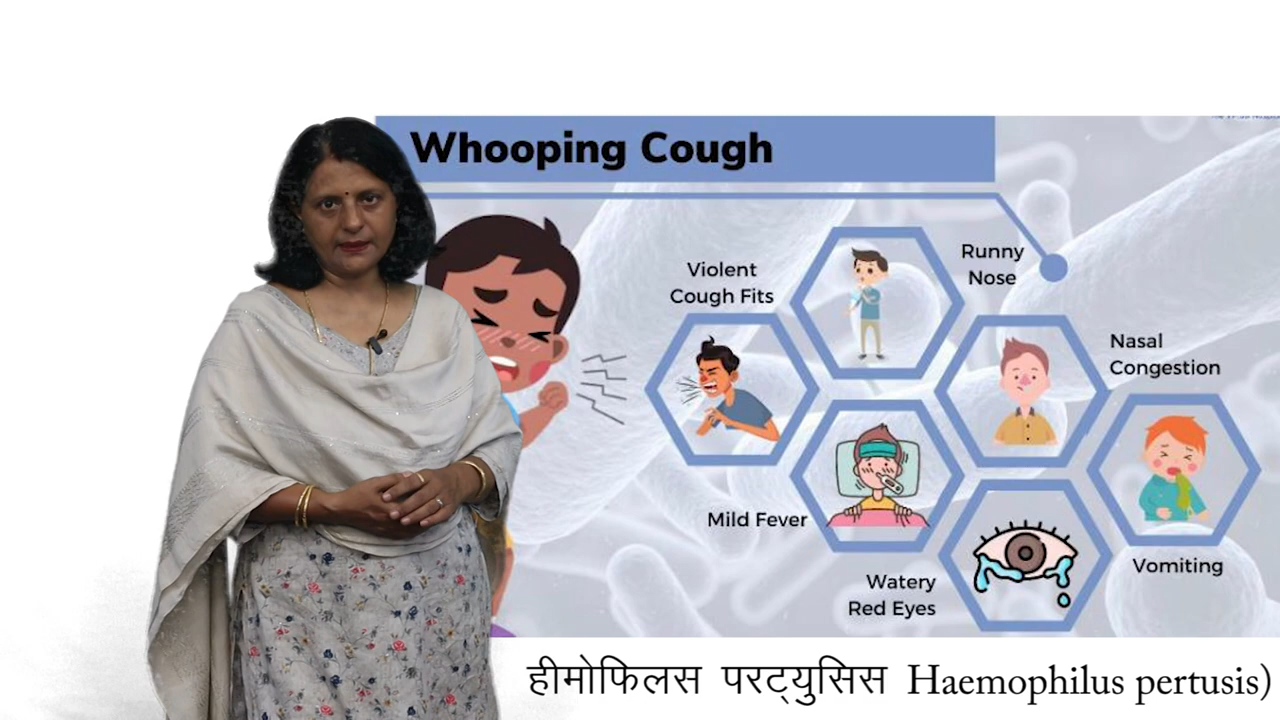 Whooping Cough
Runny
Nose
Violent
Cough Fits
Nasal
Congestion
Mild Fever
Vomiting
Watery
Red Eyes
हीमोफिलस परट्युसिस Haemophilus pertusis)